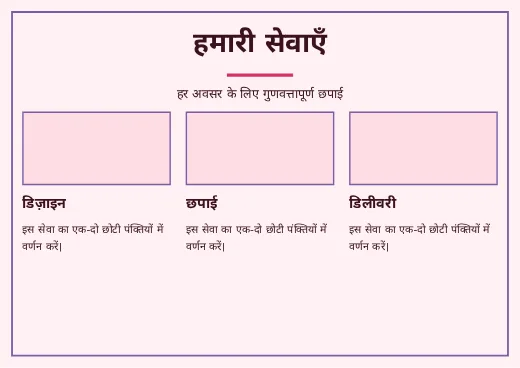 हमारी सेवाएँ
हर अवसर के लिए गुणवत्तापूर्ण छपाई
डिज़ाइन
इस सेवा का एक-दो छोटी पंक्तियों में
वर्णन करें।
छपाई
इस सेवा का एक-दो छोटी पंक्तियों में
वर्णन करें।
डिलीवरी
इस सेवा का एक-दो छोटी पंक्तियों में
वर्णन करें।